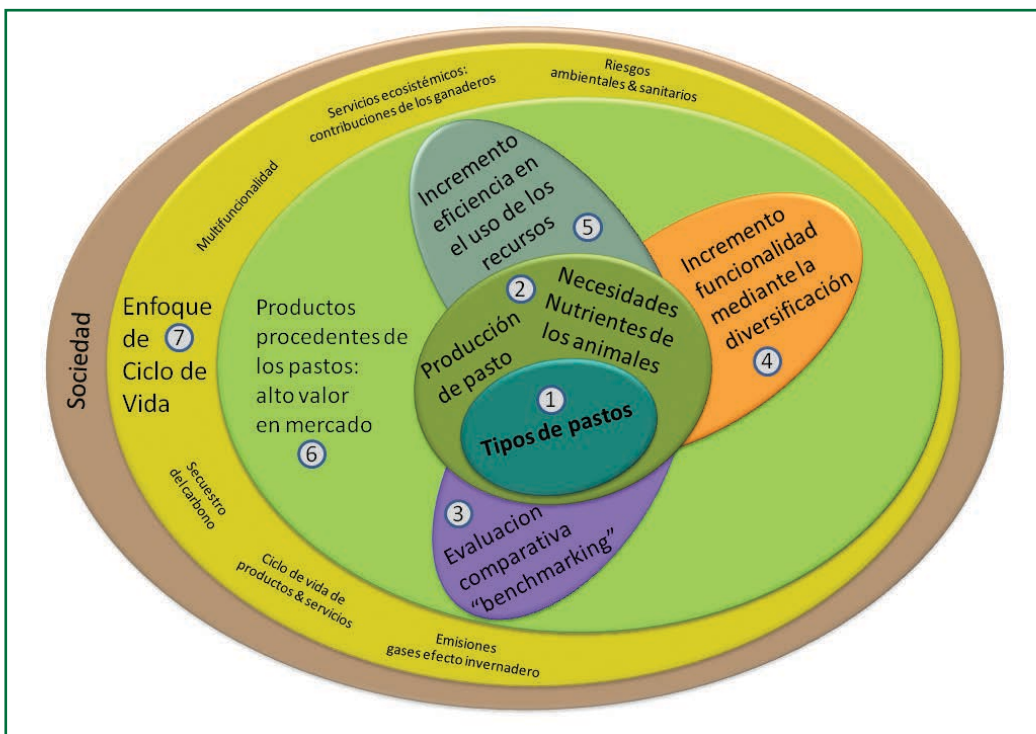 Riesgos
ambientales & sanitarios
Servicios ecosistémicos:
contribuciones de los ganaderos
Multifuncionalidad
Sociedad
Enfoque
de 7
Ciclo de
Vida
Secuestro
del carbono
Ciclo de vida de
productos & servicios
Emisiones
gases efecto invernadero
Productos
procedentes de
los pastos:
alto valor
en mercado
6
Incremento
eficiencia en
el uso de los
recursos
5
Incremento
funcionalidad
mediante la
diversificación
4
2
Producción
de pasto
Necesidades
Nutrientes de
los animales
1
Tipos de pastos
3
Evaluacion
comparativa
“benchmarking”